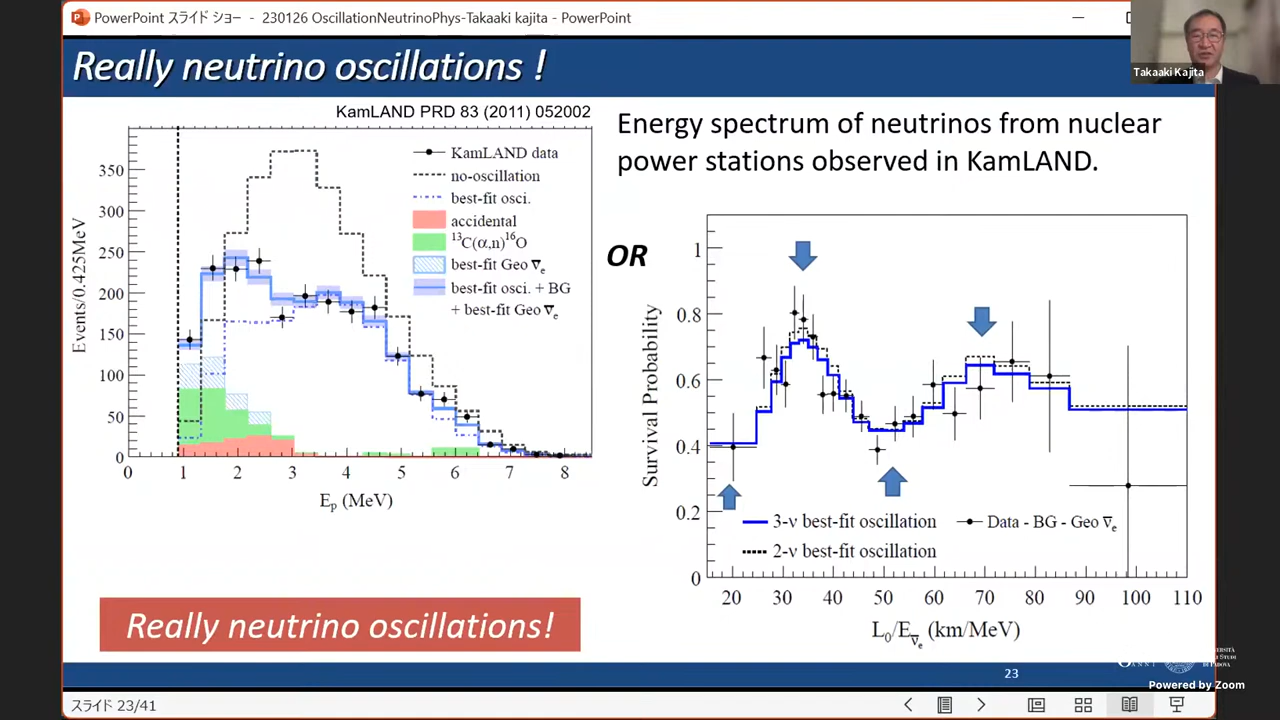 PowerPoint スライド ショー - 230126 OscillationNeutrinoPhys-Takaaki kajita - PowerPoint
Really neutrino oscillations !
Takaaki Kajita
KamLAND PRD 83 (2011) 052002
Energy spectrum of neutrinos from nuclear
power stations observed in KamLAND.
Events/0.425MeV
350
300
250
200
150
100
50
0
0 1 2 3 4 5 6 7 8
E_p (MeV)
KamLAND data
no-oscillation
best-fit osci.
accidental
¹³C(α,n)¹⁶O
best-fit Geo ν̄_e
best-fit osci. + BG
+ best-fit Geo ν̄_e
OR
Survival Probability
1
0.8
0.6
0.4
0.2
0
3-ν best-fit oscillation
Data - BG - Geo ν̄_e
2-ν best-fit oscillation
20 30 40 50 60 70 80 90 100 110
L₀/E_ν̄_e (km/MeV)
Really neutrino oscillations!
23
Powered by Zoom
スライド 23/41